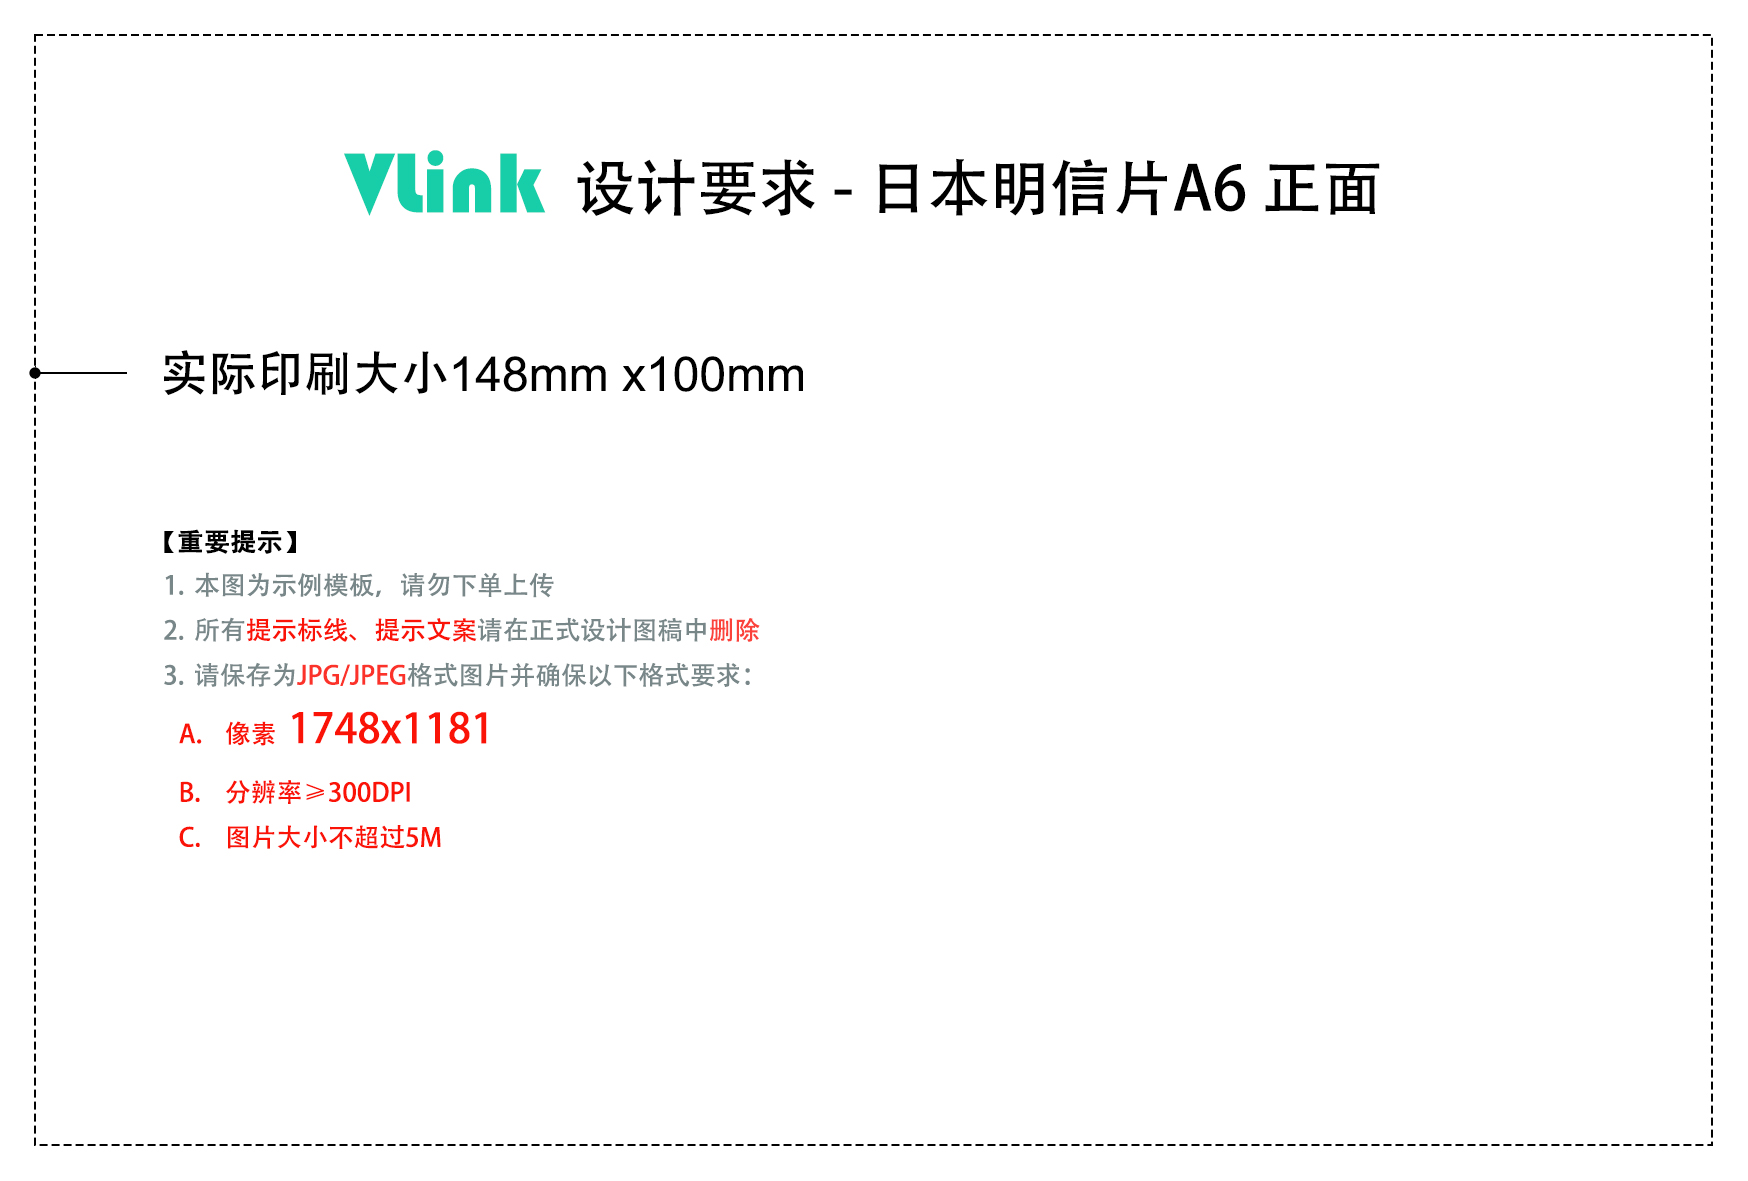 VLink 设计要求 - 日本明信片A6 正面
实际印刷大小148mm x100mm
【重要提示】
1. 本图为示例模板，请勿下单上传
2. 所有提示标线、提示文案请在正式设计图稿中删除
3. 请保存为JPG/JPEG格式图片并确保以下格式要求：
A. 像素 1748x1181
B. 分辨率≥300DPI
C. 图片大小不超过5M